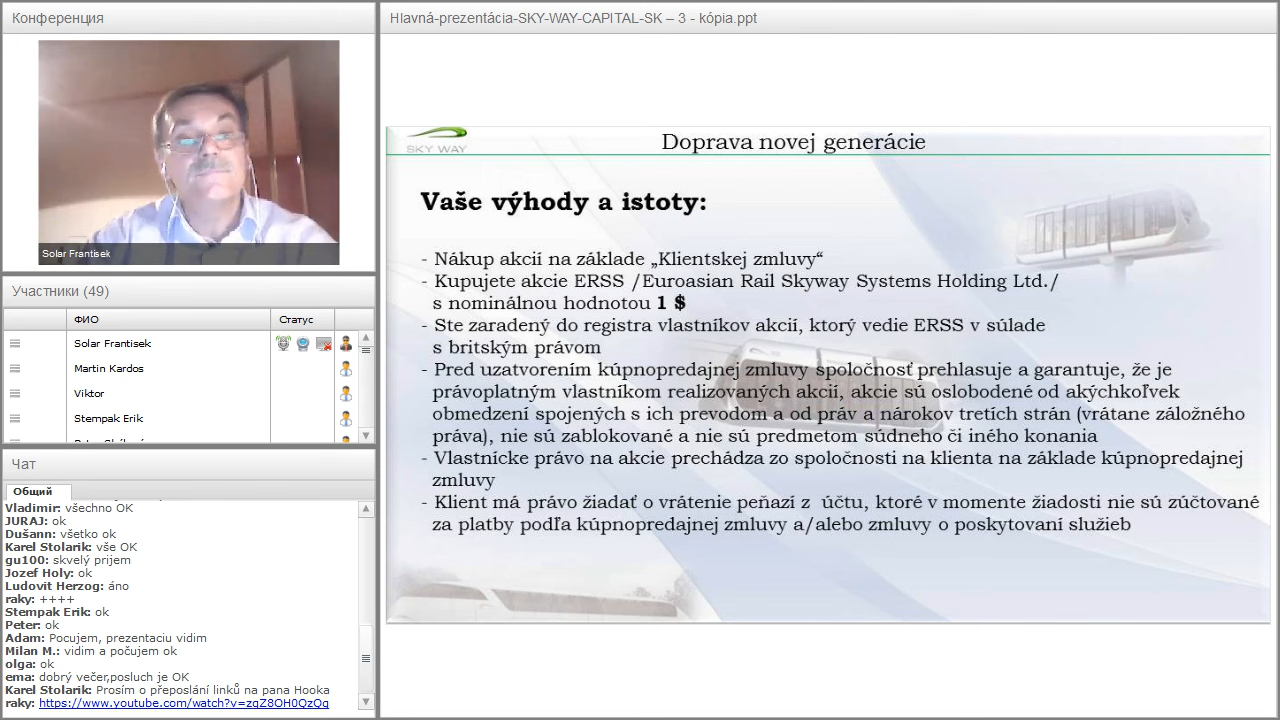 Конференция
Solar Frantisek
Участники (49)
ФИО
Статус
Solar Frantisek
Martin Kardos
Viktor
Stempak Erik
Чат
Общий
Vladimir: všechno OK
JURAJ: ok
Dušann: všetko ok
Karel Stolarik: vše OK
gu100: skvelý prijem
Jozef Holy: ok
Ludovit Herzog: áno
raky: ++++
Stempak Erik: ok
Peter: ok
Adam: Pocujem, prezentaciu vidim
Milan M.: vidim a počujem ok
olga: ok
ema: dobrý večer,posluch je OK
Karel Stolarik: Prosím o přeposlání linků na pana Hooka
raky: https://www.youtube.com/watch?v=zqZ8OH0QzQg
Hlavná-prezentácia-SKY-WAY-CAPITAL-SK – 3 - kópia.ppt
SKY WAY
Doprava novej generácie
Vaše výhody a istoty:
- Nákup akcií na základe „Klientskej zmluvy“
- Kupujete akcie ERSS /Euroasian Rail Skyway Systems Holding Ltd./
s nominálnou hodnotou 1 $
- Ste zaradený do registra vlastníkov akcií, ktorý vedie ERSS v súlade
s britským právom
- Pred uzatvorením kúpnopredajnej zmluvy spoločnosť prehlasuje a garantuje, že je
právoplatným vlastníkom realizovaných akcií, akcie sú oslobodené od akýchkoľvek
obmedzení spojených s ich prevodom a od práv a nárokov tretích strán (vrátane záložného
práva), nie sú zablokované a nie sú predmetom súdneho či iného konania
- Vlastnícke právo na akcie prechádza zo spoločnosti na klienta na základe kúpnopredajnej
zmluvy
- Klient má právo žiadať o vrátenie peňazí z účtu, ktoré v momente žiadosti nie sú zúčtované
za platby podľa kúpnopredajnej zmluvy a/alebo zmluvy o poskytovaní služieb